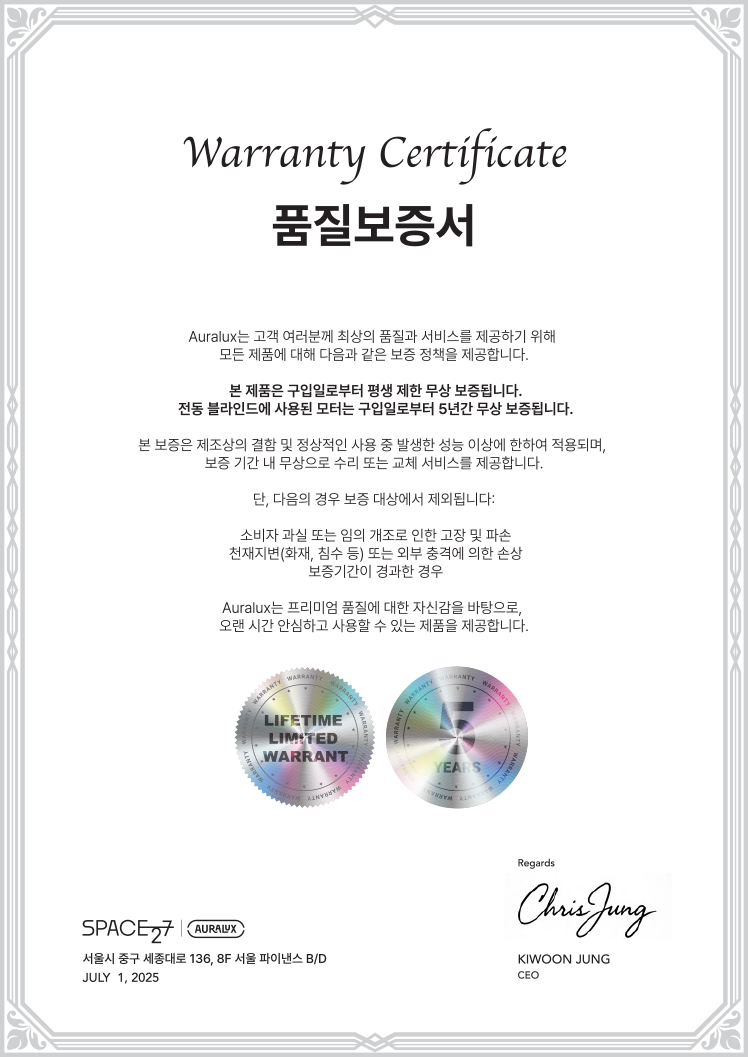 Warranty Certificate
품질보증서
Auralux는 고객 여러분께 최상의 품질과 서비스를 제공하기 위해
모든 제품에 대해 다음과 같은 보증 정책을 제공합니다.
본 제품은 구입일로부터 평생 제한 무상 보증됩니다.
전동 블라인드에 사용된 모터는 구입일로부터 5년간 무상 보증됩니다.
본 보증은 제조상의 결함 및 정상적인 사용 중 발생한 성능 이상에 한하여 적용되며,
보증 기간 내 무상으로 수리 또는 교체 서비스를 제공합니다.
단, 다음의 경우 보증 대상에서 제외됩니다:
소비자 과실 또는 임의 개조로 인한 고장 및 파손
천재지변(화재, 침수 등) 또는 외부 충격에 의한 손상
보증기간이 경과한 경우
Auralux는 프리미엄 품질에 대한 자신감을 바탕으로,
오랜 시간 안심하고 사용할 수 있는 제품을 제공합니다.
WARRANTY WARRANTY WARRANTY WARRANTY WARRANTY WARRANTY WARRANTY
LIFETIME
LIMITED
WARRANT
WARRANTY WARRANTY WARRANTY WARRANTY WARRANTY WARRANTY WARRANTY
5
YEARS
Regards
Chris Jung
KIWOON JUNG
CEO
SPACE27 | AURALUX
서울시 중구 세종대로 136, 8F 서울 파이낸스 B/D
JULY 1, 2025